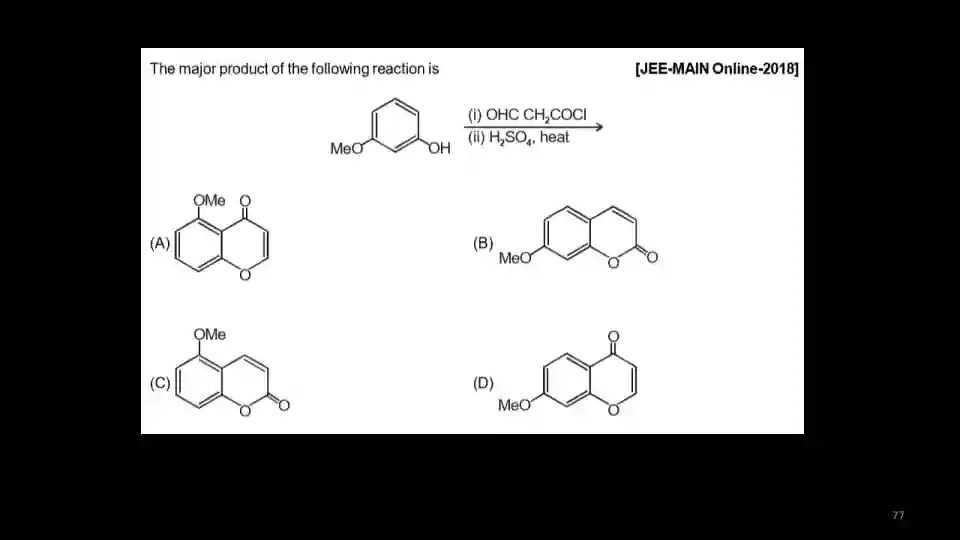 The major product of the following reaction is [JEE-MAIN Online-2018]
(i) OHC CH₂COCl
MeO OH (ii) H₂SO₄, heat
OMe O
(A) (B)
MeO O O
O
OMe O
(C) (D)
O O MeO O
77